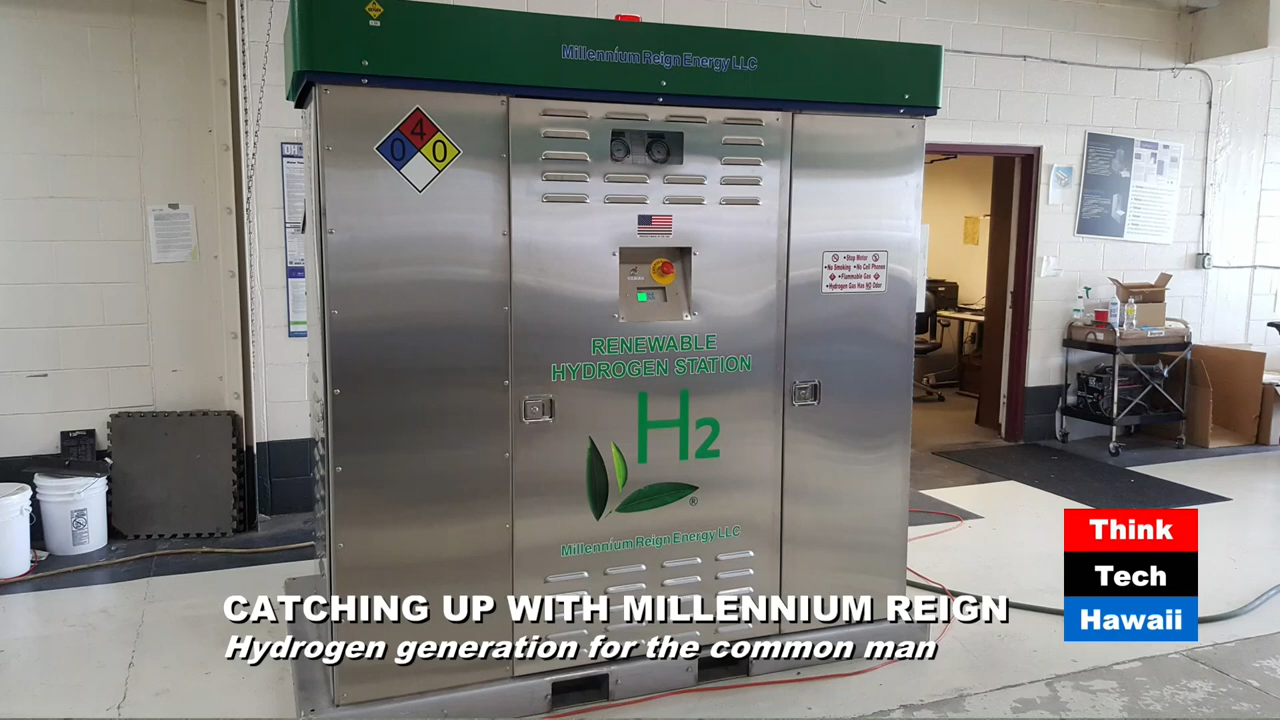 Millennium Reign Energy LLC
4
0 0
•Stop Motor
•No Smoking •No Cell Phones
•Flammable Gas
•Hydrogen Gas Has NO Odor
RENEWABLE
HYDROGEN STATION
H2
®
Millennium Reign Energy LLC
CATCHING UP WITH MILLENNIUM REIGN
Hydrogen generation for the common man
Think
Tech
Hawaii